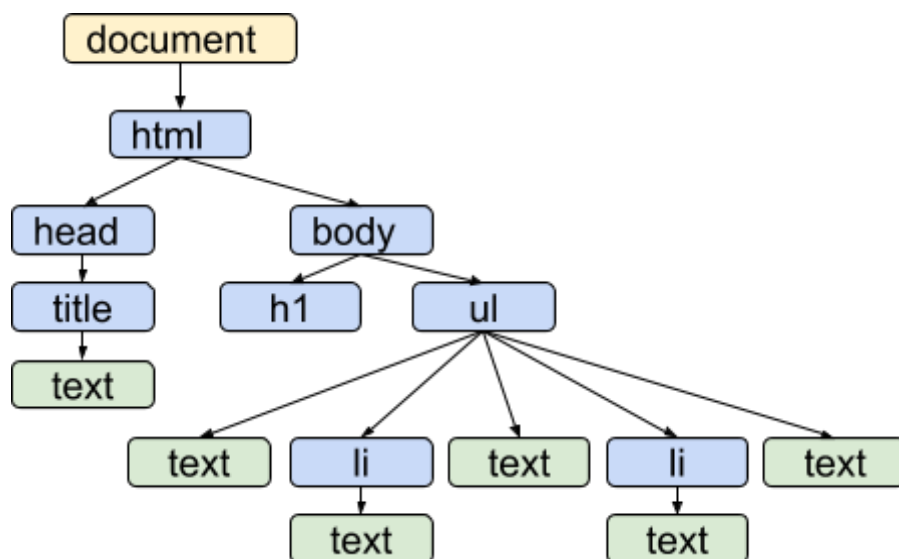 document
html
head body
title h1 ul
text
text li text li text
text text